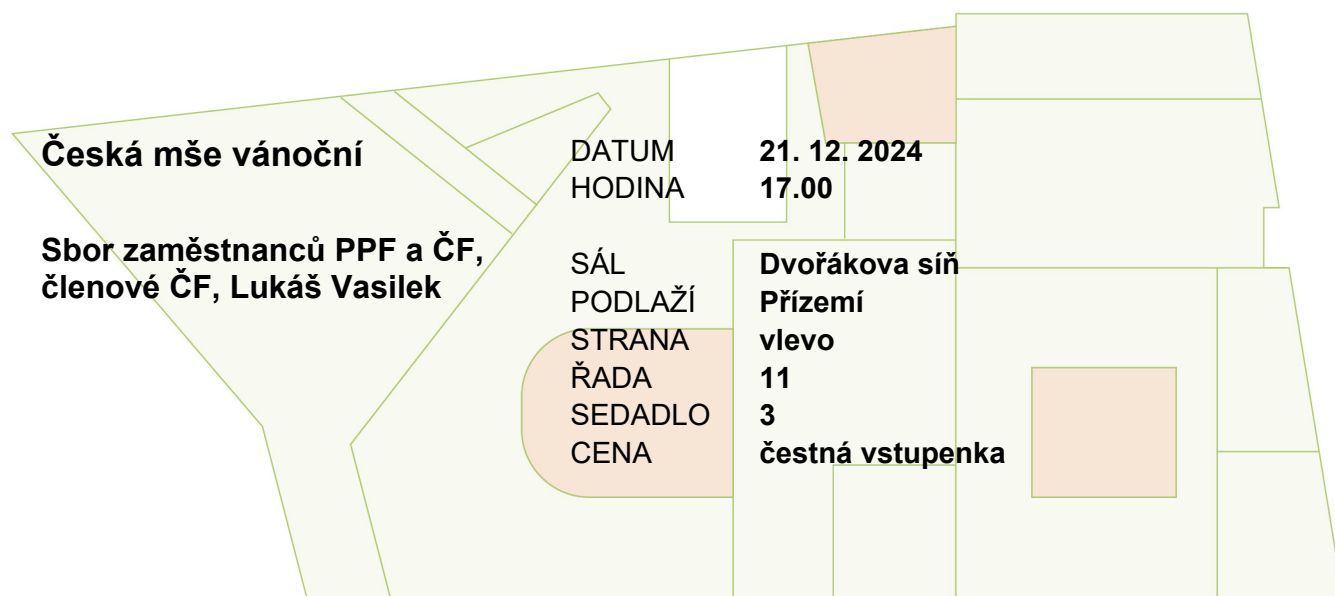 Česká mše vánoční
Sbor zaměstnanců PPF a ČF,
členové ČF, Lukáš Vasilek
DATUM 21. 12. 2024
HODINA 17.00
SÁL Dvořákova síň
PODLAŽÍ Přízemí
STRANA vlevo
ŘADA 11
SEDADLO 3
CENA čestná vstupenka